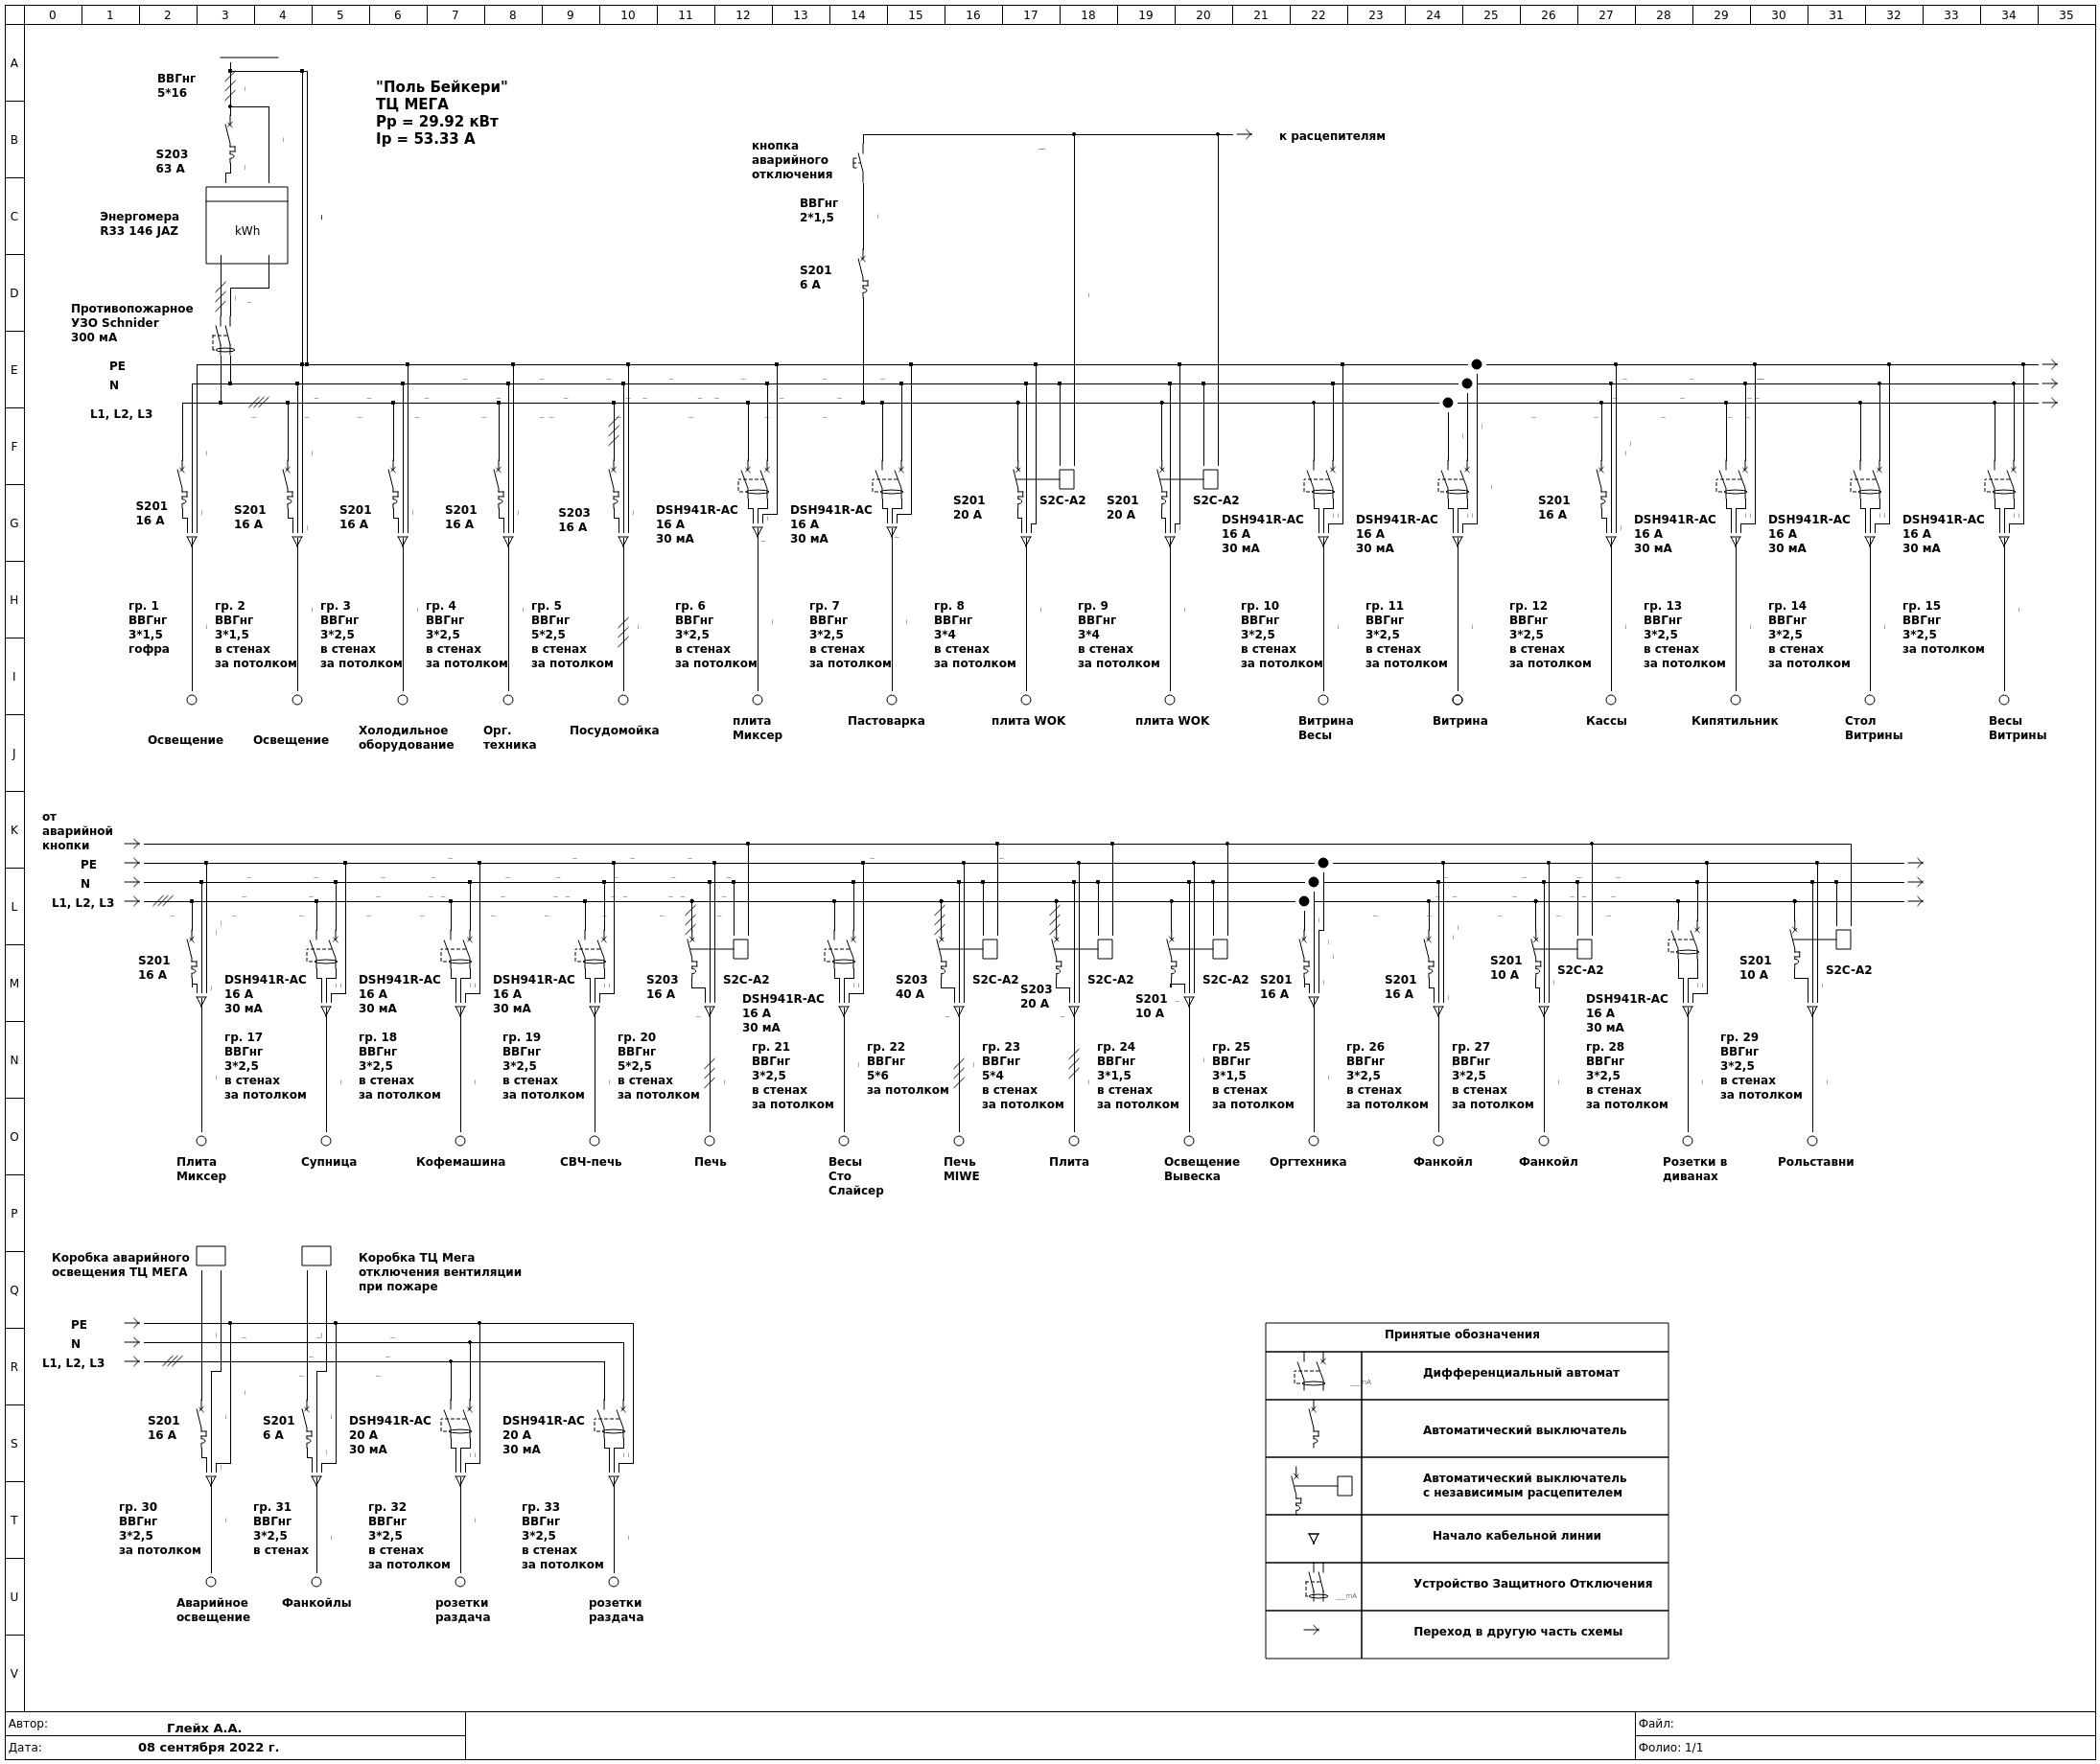 0 1 2 3 4 5 6 7 8 9 10 11 12 13 14 15 16 17 18 19 20 21 22 23 24 25 26 27 28 29 30 31 32 33 34 35
A
B
C
D
E
F
G
H
I
J
K
L
M
N
O
P
Q
R
S
T
U
V
ВВГнг
5*16
S203
63 А
Энергомера
R33 146 JAZ
kWh
Противопожарное
УЗО Schnider
300 мА
"Поль Бейкери"
ТЦ МЕГА
Pp = 29.92 кВт
Ip = 53.33 А
кнопка
аварийного
отключения
ВВГнг
2*1,5
S201
6 А
к расцепителям
PE
N
L1, L2, L3
S201
16 А
S201
16 А
S201
16 А
S201
16 А
S203
16 А
DSH941R-AC
16 А
30 мА
DSH941R-AC
16 А
30 мА
S201
20 А
S2C-A2
S201
20 А
S2C-A2
DSH941R-AC
16 А
30 мА
DSH941R-AC
16 А
30 мА
S201
16 А
DSH941R-AC
16 А
30 мА
DSH941R-AC
16 А
30 мА
DSH941R-AC
16 А
30 мА
гр. 1
ВВГнг
3*1,5
гофра
гр. 2
ВВГнг
3*1,5
в стенах
за потолком
гр. 3
ВВГнг
3*2,5
в стенах
за потолком
гр. 4
ВВГнг
3*2,5
в стенах
за потолком
гр. 5
ВВГнг
5*2,5
в стенах
за потолком
гр. 6
ВВГнг
3*2,5
в стенах
за потолком
гр. 7
ВВГнг
3*2,5
в стенах
за потолком
гр. 8
ВВГнг
3*4
в стенах
за потолком
гр. 9
ВВГнг
3*4
в стенах
за потолком
гр. 10
ВВГнг
3*2,5
в стенах
за потолком
гр. 11
ВВГнг
3*2,5
в стенах
за потолком
гр. 12
ВВГнг
3*2,5
в стенах
за потолком
гр. 13
ВВГнг
3*2,5
в стенах
за потолком
гр. 14
ВВГнг
3*2,5
в стенах
за потолком
гр. 15
ВВГнг
3*2,5
за потолком
Освещение
Освещение
Холодильное
оборудование
Орг.
техника
Посудомойка
плита
Миксер
Пастоварка
плита WOK
плита WOK
Витрина
Весы
Витрина
Кассы
Кипятильник
Стол
Витрины
Весы
Витрины
от
аварийной
кнопки
PE
N
L1, L2, L3
S201
16 А
DSH941R-AC
16 А
30 мА
DSH941R-AC
16 А
30 мА
DSH941R-AC
16 А
30 мА
S203
16 А
S2C-A2
DSH941R-AC
16 А
30 мА
S203
40 А
S2C-A2
S203
20 А
S2C-A2
S201
10 А
S2C-A2
S201
16 А
S201
16 А
S201
10 А
S2C-A2
DSH941R-AC
16 А
30 мА
S201
10 А
S2C-A2
гр. 17
ВВГнг
3*2,5
в стенах
за потолком
гр. 18
ВВГнг
3*2,5
в стенах
за потолком
гр. 19
ВВГнг
3*2,5
в стенах
за потолком
гр. 20
ВВГнг
5*2,5
в стенах
за потолком
гр. 21
ВВГнг
3*2,5
в стенах
за потолком
гр. 22
ВВГнг
5*6
за потолком
гр. 23
ВВГнг
5*4
в стенах
за потолком
гр. 24
ВВГнг
3*1,5
в стенах
за потолком
гр. 25
ВВГнг
3*1,5
в стенах
за потолком
гр. 26
ВВГнг
3*2,5
в стенах
за потолком
гр. 27
ВВГнг
3*2,5
в стенах
за потолком
гр. 28
ВВГнг
3*2,5
в стенах
за потолком
гр. 29
ВВГнг
3*2,5
в стенах
за потолком
Плита
Миксер
Супница
Кофемашина
СВЧ-печь
Печь
Весы
Сто
Слайсер
Печь
MIWE
Плита
Освещение
Вывеска
Оргтехника
Фанкойл
Фанкойл
Розетки в
диванах
Рольставни
Коробка аварийного
освещения ТЦ МЕГА
Коробка ТЦ Мега
отключения вентиляции
при пожаре
PE
N
L1, L2, L3
S201
16 А
S201
6 А
DSH941R-AC
20 А
30 мА
DSH941R-AC
20 А
30 мА
гр. 30
ВВГнг
3*2,5
за потолком
гр. 31
ВВГнг
3*2,5
в стенах
гр. 32
ВВГнг
3*2,5
в стенах
за потолком
гр. 33
ВВГнг
3*2,5
в стенах
за потолком
Аварийное
освещение
Фанкойлы
розетки
раздача
розетки
раздача
Принятые обозначения
Дифференциальный автомат
___mA
Автоматический выключатель
Автоматический выключатель
с независимым расцепителем
Начало кабельной линии
Устройство Защитного Отключения
___mA
Переход в другую часть схемы
Автор:
Глейх А.А.
Дата:
08 сентября 2022 г.
Файл:
Фолио: 1/1